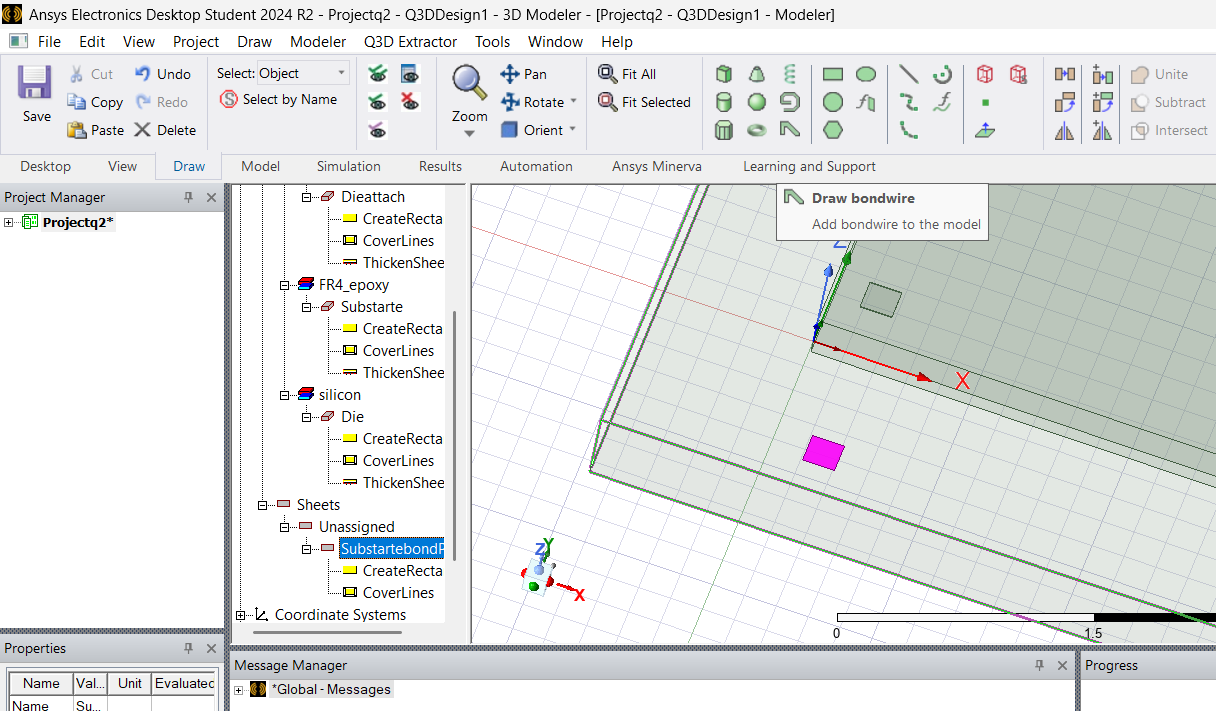 Ansys Electronics Desktop Student 2024 R2 - Projectq2 - Q3DDesign1 - 3D Modeler - [Projectq2 - Q3DDesign1 - Modeler]
File Edit View Project Draw Modeler Q3D Extractor Tools Window Help
Save
Cut
Copy
Paste
Undo
Redo
Delete
Select: Object
Select by Name
Zoom
Pan
Rotate
Orient
Fit All
Fit Selected
Unite
Subtract
Intersect
Desktop View Draw Model Simulation Results Automation Ansys Minerva Learning and Support
Project Manager
Projectq2*
Dieattach
CreateRecta
CoverLines
ThickenShee
FR4_epoxy
Substarte
CreateRecta
CoverLines
ThickenShee
silicon
Die
CreateRecta
CoverLines
ThickenShee
Sheets
Unassigned
SubstartebondP
CreateRecta
CoverLines
Coordinate Systems
Draw bondwire
Add bondwire to the model
Z
X
Z Y
X
0 1.5
Properties
Name Val... Unit Evaluated
Name Su...
Message Manager
*Global - Messages
Progress